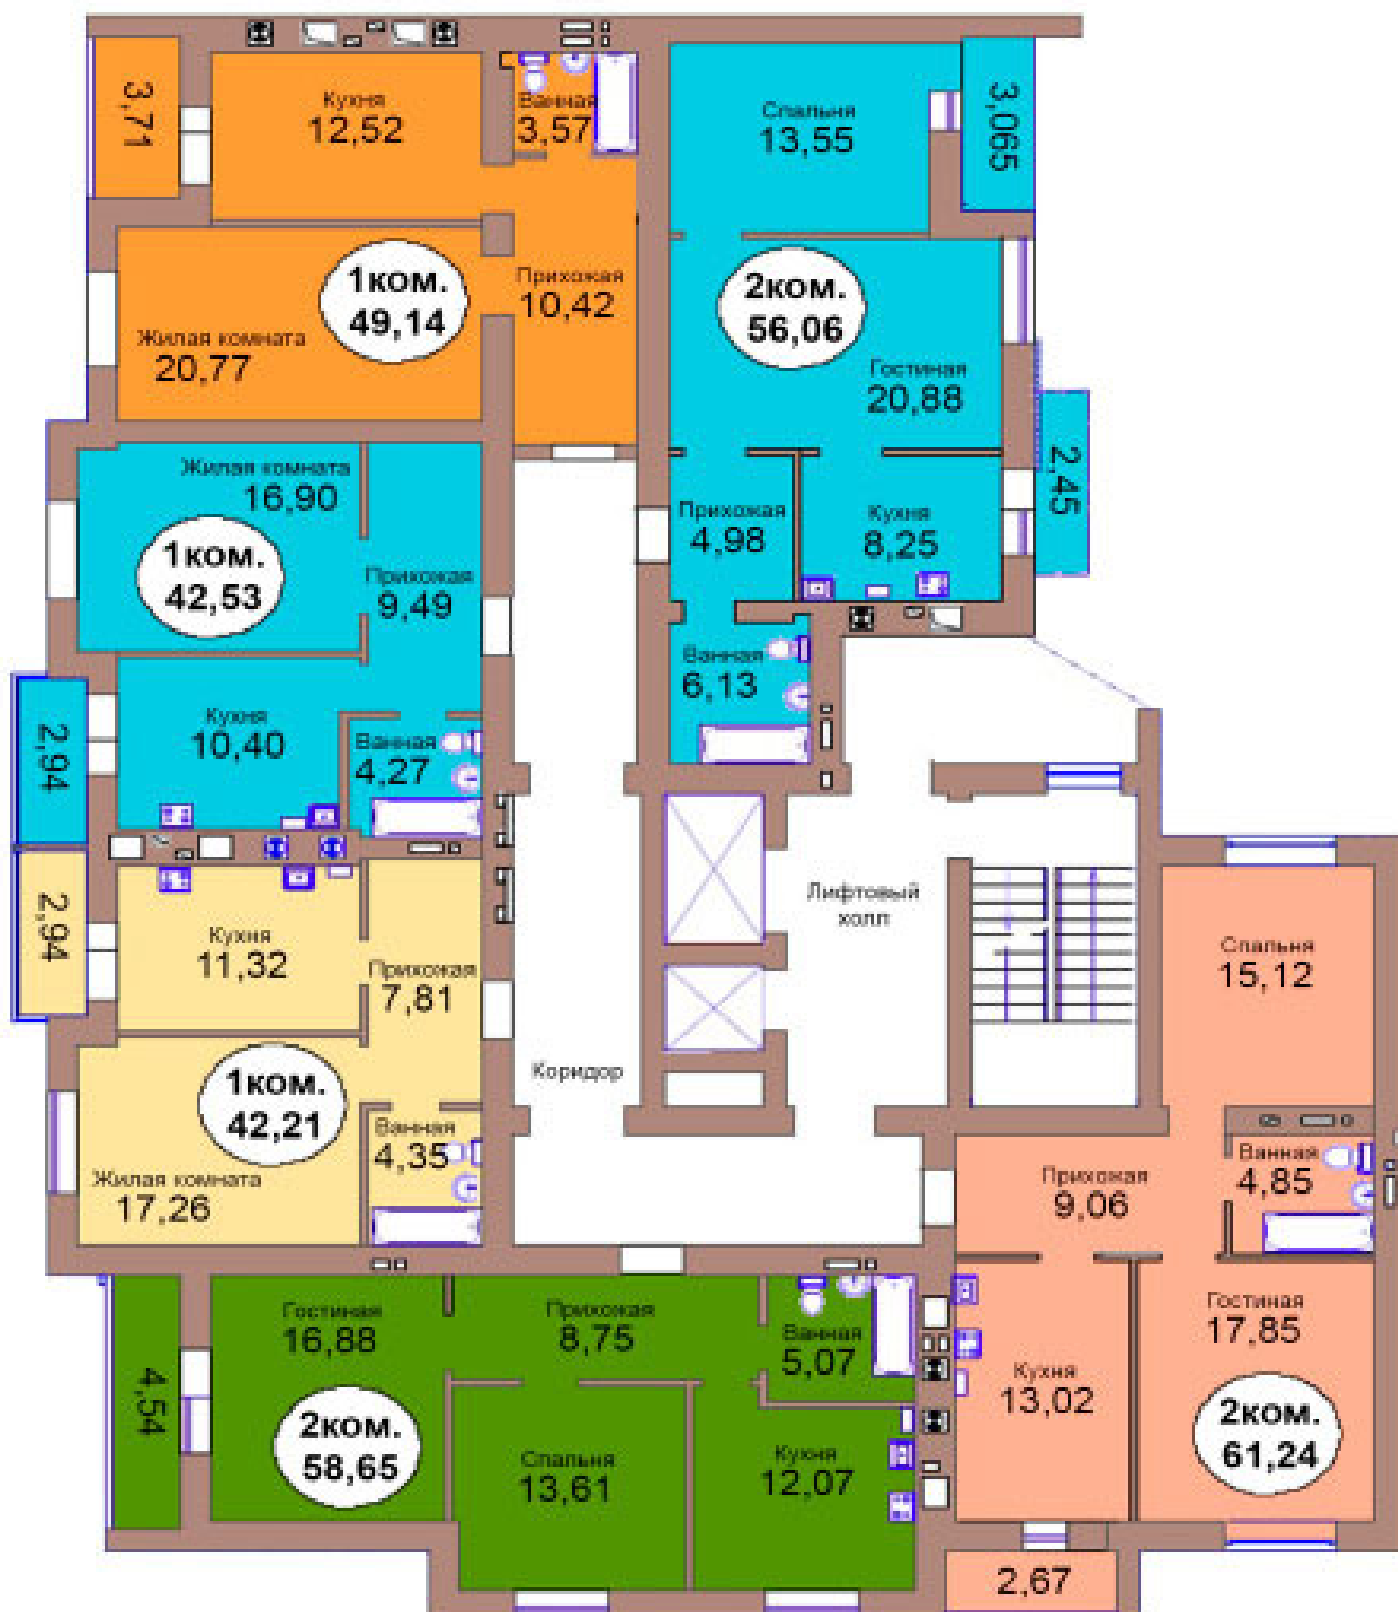 3,71
Кухня
12,52
Ванная
3,57
Спальня
13,55
3,065
1ком.
49,14
Прихожая
10,42
Жилая комната
20,77
2ком.
56,06
Гостиная
20,88
2,45
Жилая комната
16,90
1ком.
42,53
Прихожая
9,49
Прихожая
4,98
Кухня
8,25
Ванная
6,13
2,94
Кухня
10,40
Ванная
4,27
Лифтовый
холл
2,94
Кухня
11,32
Прихожая
7,81
Спальня
15,12
Коридор
1ком.
42,21
Ванная
4,35
Жилая комната
17,26
Прихожая
9,06
Ванная
4,85
4,54
Гостиная
16,88
Прихожая
8,75
Ванная
5,07
Гостиная
17,85
Кухня
13,02
2ком.
58,65
Спальня
13,61
Кухня
12,07
2ком.
61,24
2,67